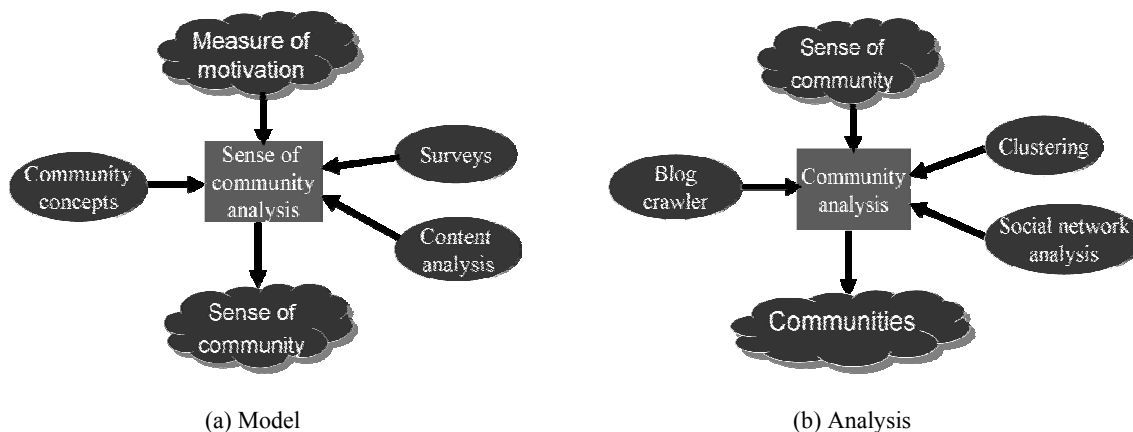 Measure of
motivation
Community
concepts
Sense of
community
analysis
Surveys
Content
analysis
Sense of
community
(a) Model
Sense of
community
Blog
crawler
Community
analysis
Clustering
Social network
analysis
Communities
(b) Analysis